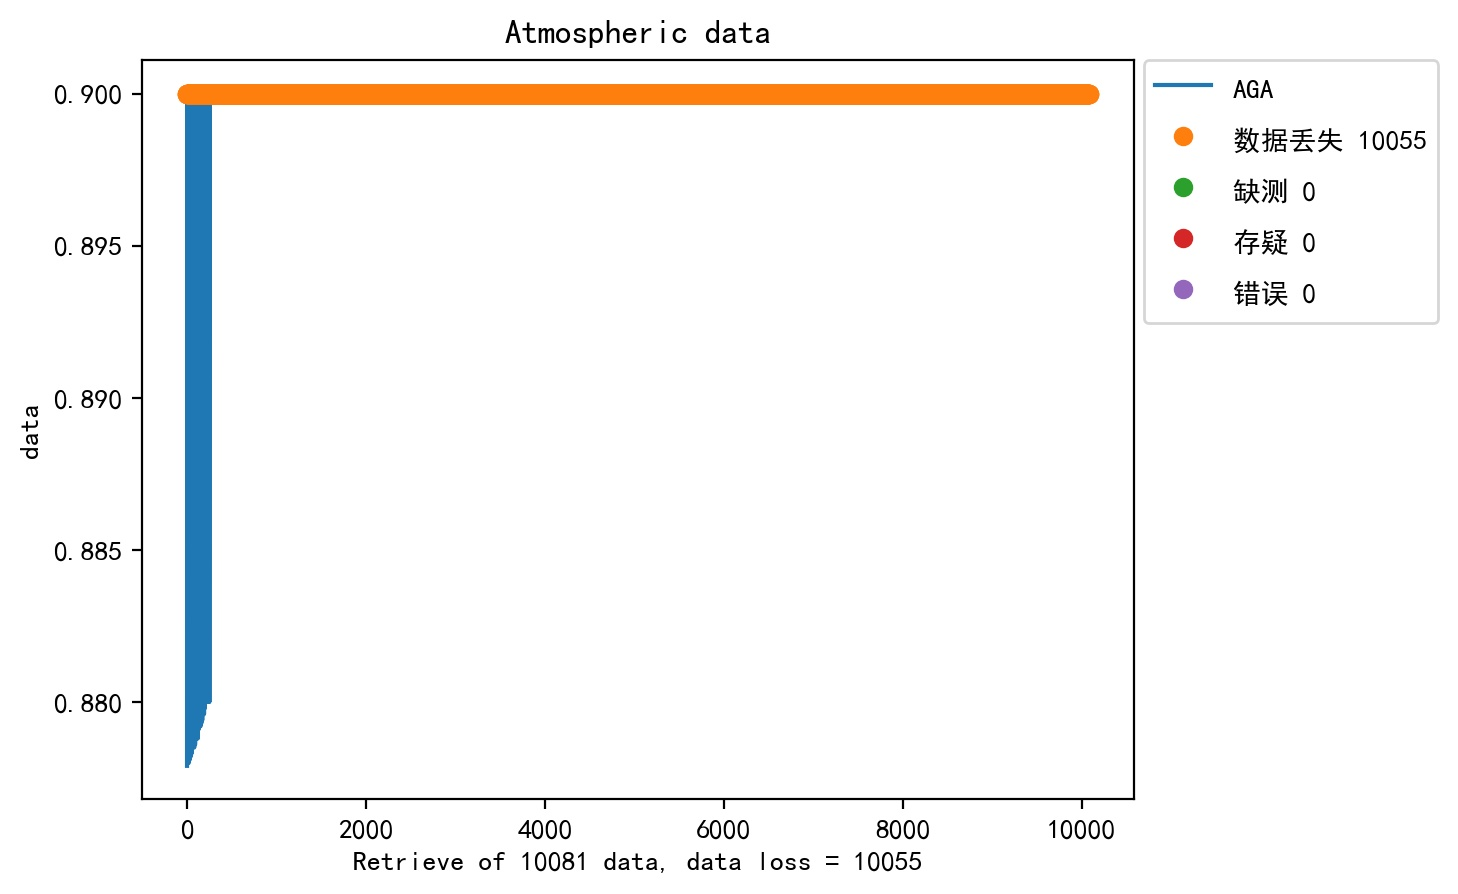 Atmospheric data
0.900
0.895
0.890
0.885
0.880
data
0 2000 4000 6000 8000 10000
Retrieve of 10081 data, data loss = 10055
AGA
数据丢失 10055
缺测 0
存疑 0
错误 0